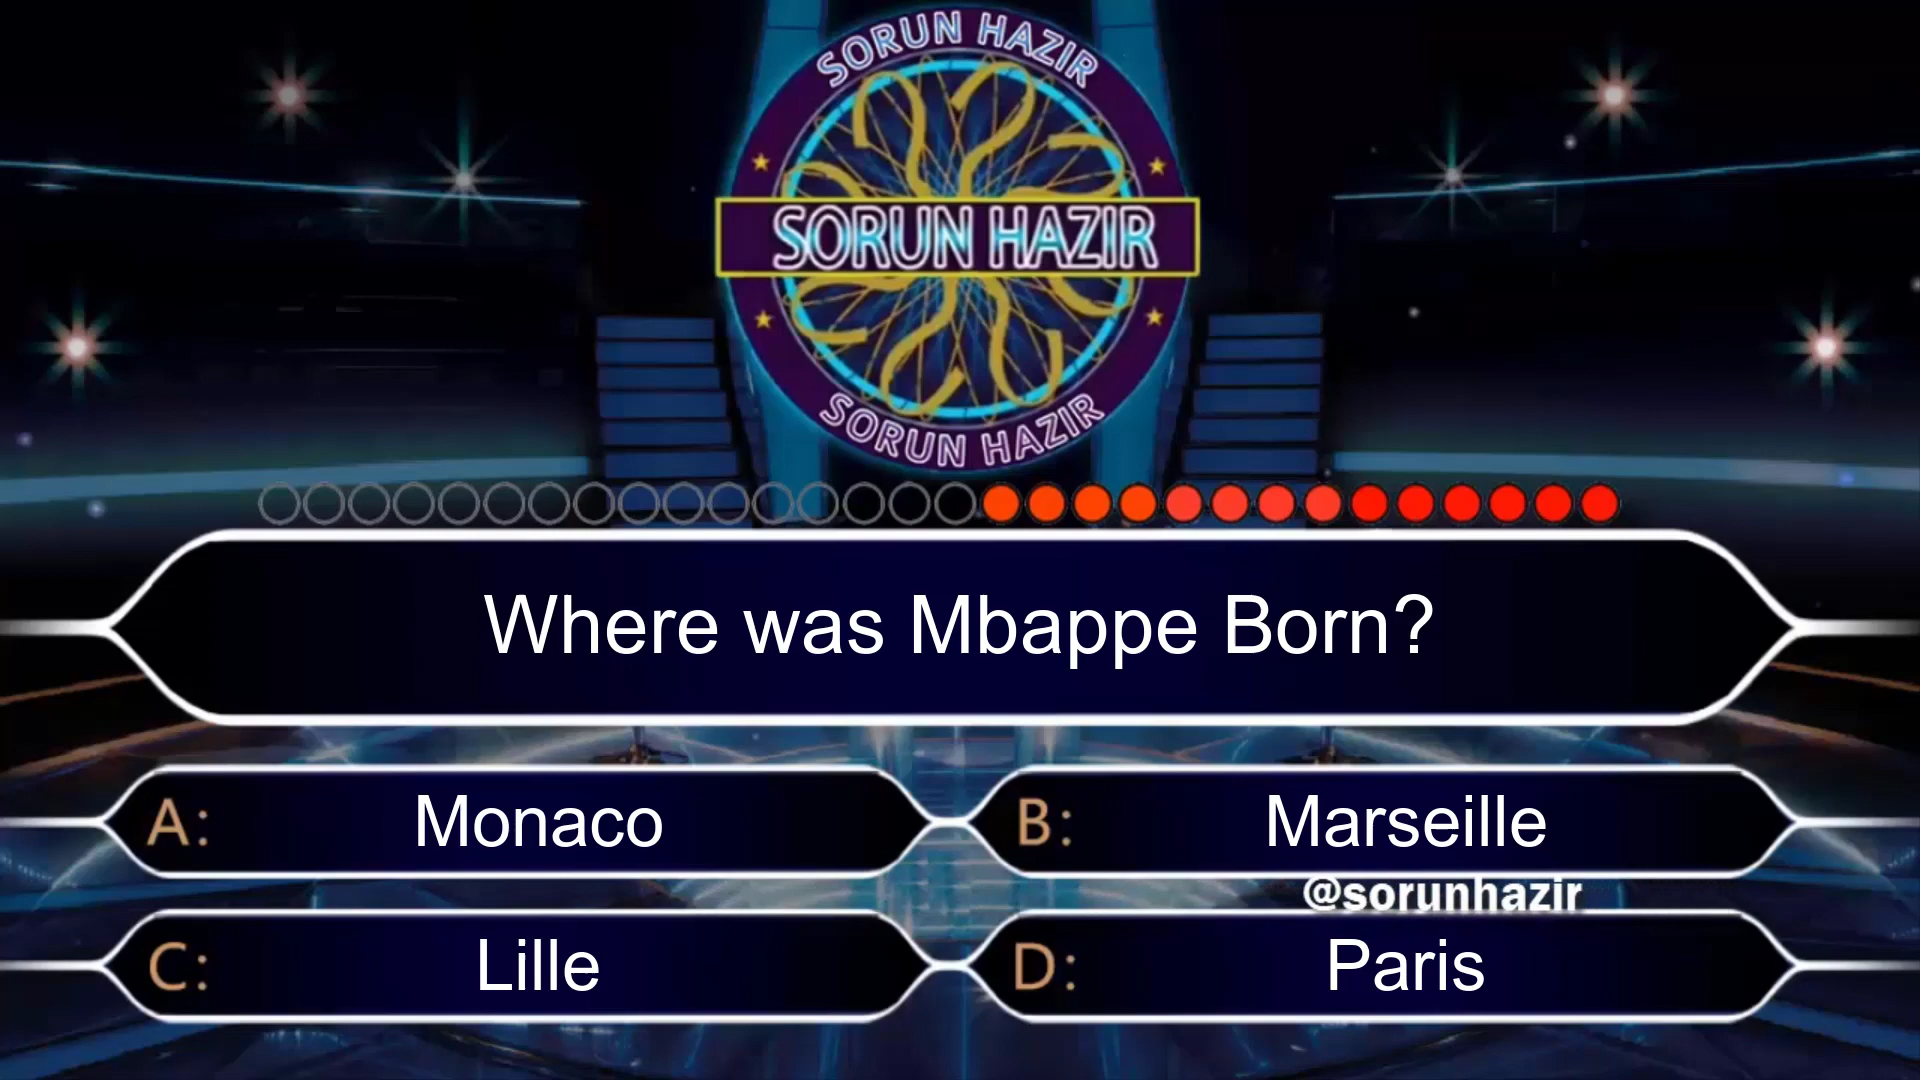 SORUN HAZIR
SORUN HAZIR
SORUN HAZIR
Where was Mbappe Born?
A: Monaco
B: Marseille
@sorunhazir
C: Lille
D: Paris